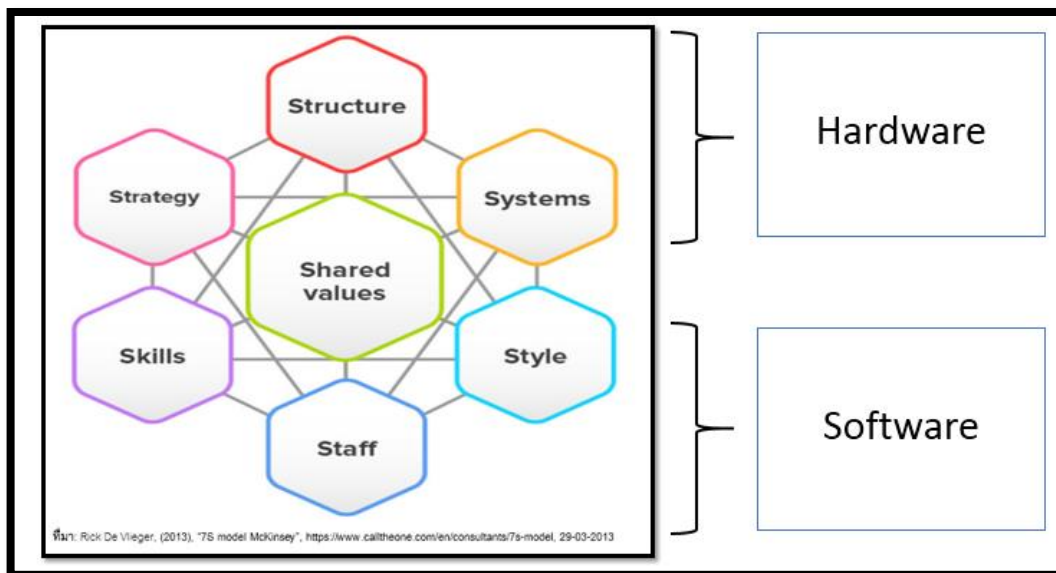 Structure
Strategy
Systems
Shared
values
Skills
Style
Staff
ที่มา: Rick De Vlieger, (2013), "7S model McKinsey", https://www.calltheone.com/en/consultants/7s-model, 29-03-2013
Hardware
Software